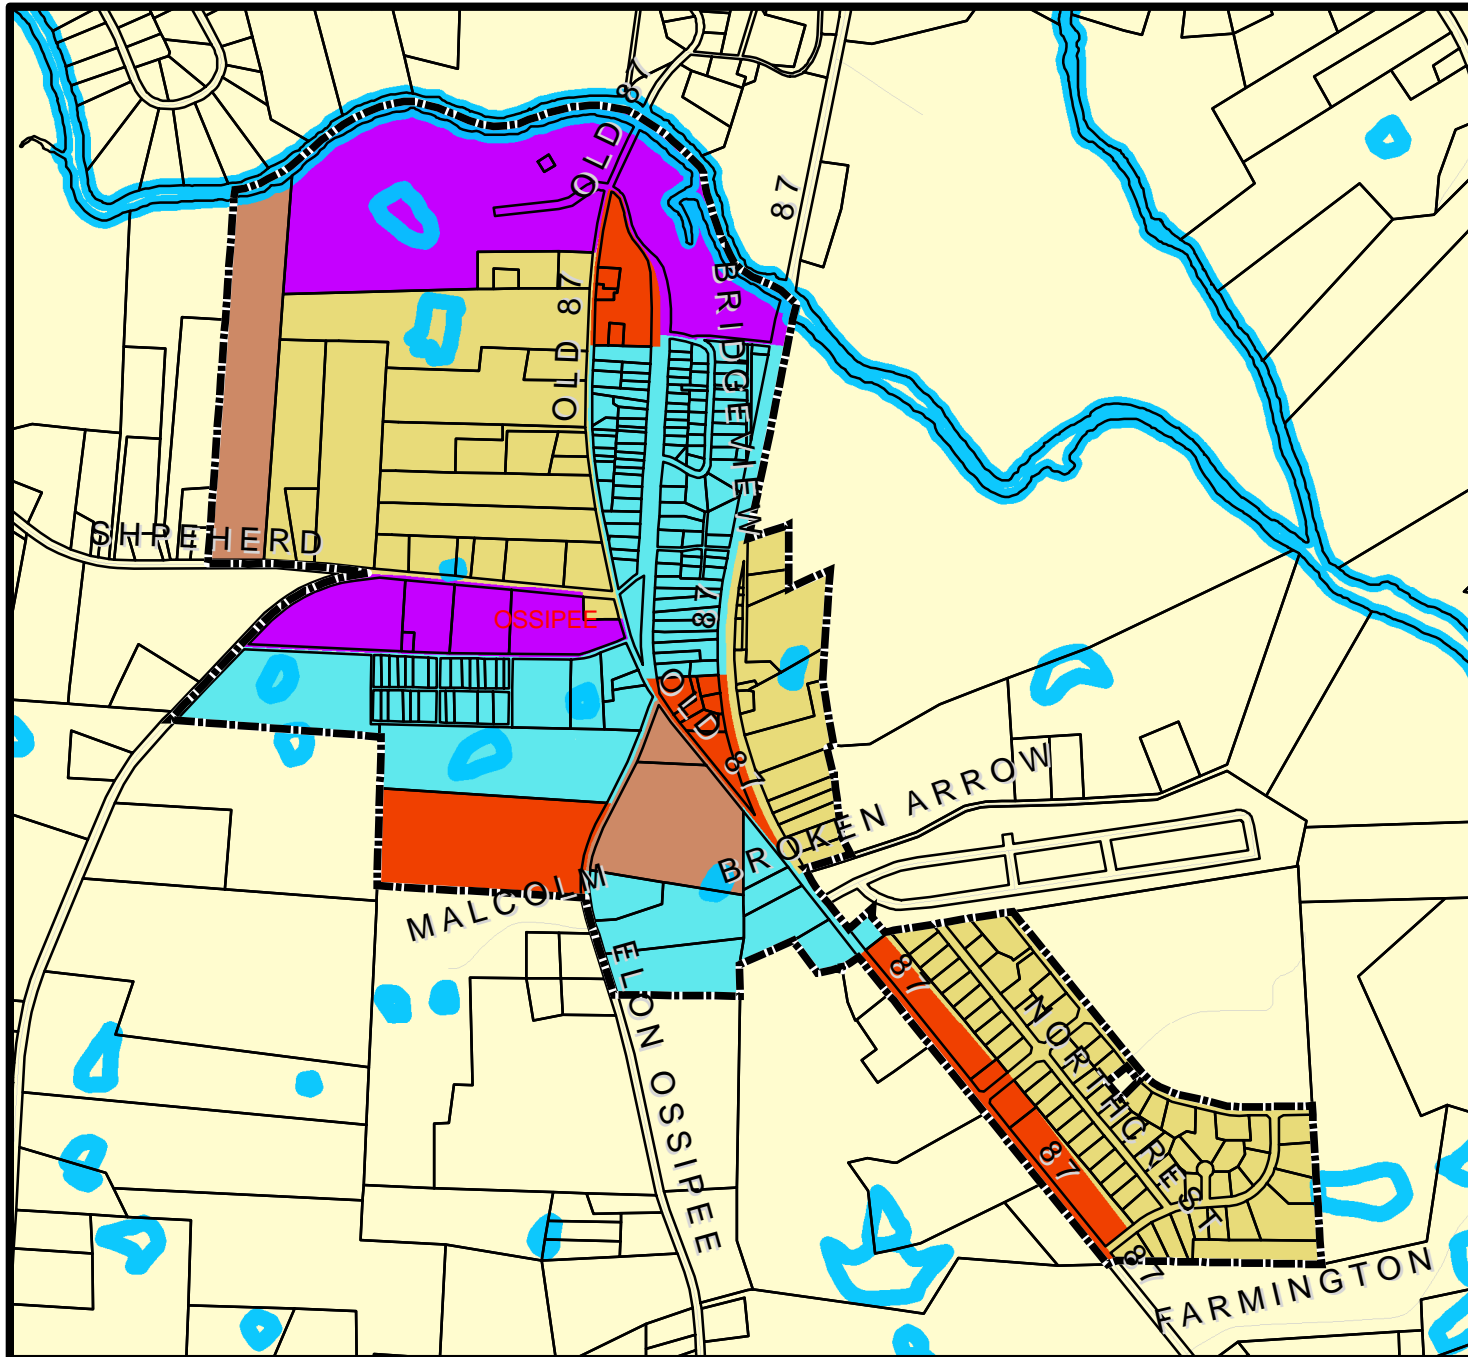 OLD 87
87
OLD 87
BRIDGEVIEW
SHPEHERD
87
OSSIPEE
OLD 87
BROKEN ARROW
MALCOLM
ELON OSSIPEE
87
NORTHCREST
87
87
FARMINGTON